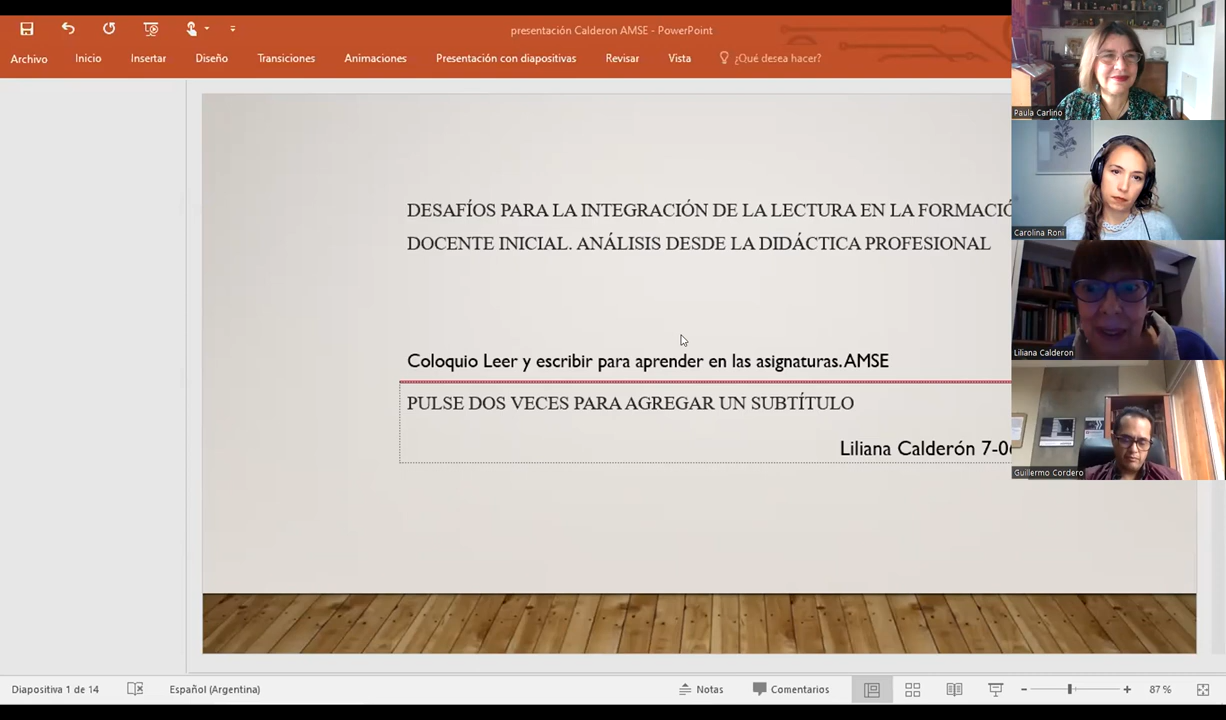 presentación Calderon AMSE - PowerPoint
Archivo Inicio Insertar Diseño Transiciones Animaciones Presentación con diapositivas Revisar Vista ¿Qué desea hacer?
DESAFÍOS PARA LA INTEGRACIÓN DE LA LECTURA EN LA FORMACIÓ
DOCENTE INICIAL. ANÁLISIS DESDE LA DIDÁCTICA PROFESIONAL
Coloquio Leer y escribir para aprender en las asignaturas. AMSE
PULSE DOS VECES PARA AGREGAR UN SUBTÍTULO
Liliana Calderón 7-06
Paula Carlino
Carolina Roni
Liliana Calderon
Guillermo Cordero
Diapositiva 1 de 14 Español (Argentina) Notas Comentarios 87 %